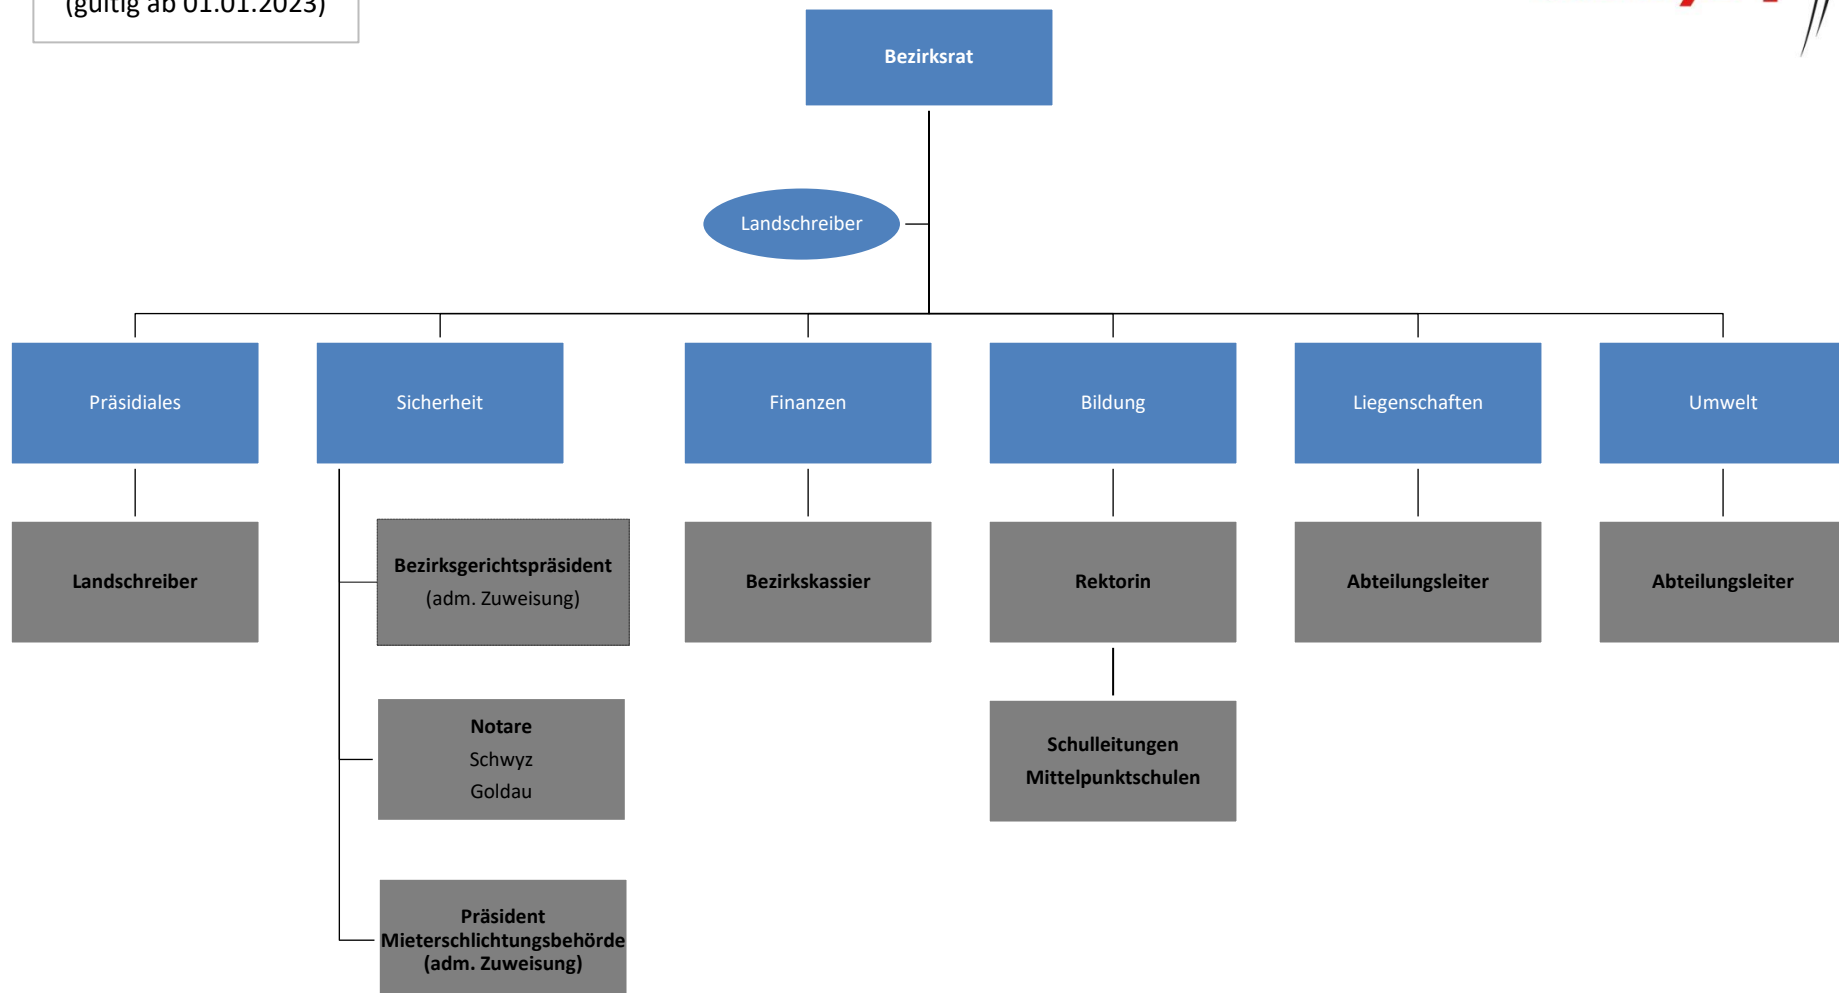 (gültig ab 01.01.2023)
Bezirksrat
Landschreiber
Präsidiales
Sicherheit
Finanzen
Bildung
Liegenschaften
Umwelt
Landschreiber
Bezirksgerichtspräsident
(adm. Zuweisung)
Bezirkskassier
Rektorin
Abteilungsleiter
Abteilungsleiter
Notare
Schwyz
Goldau
Schulleitungen
Mittelpunktschulen
Präsident
Mieterschlichtungsbehörde
(adm. Zuweisung)